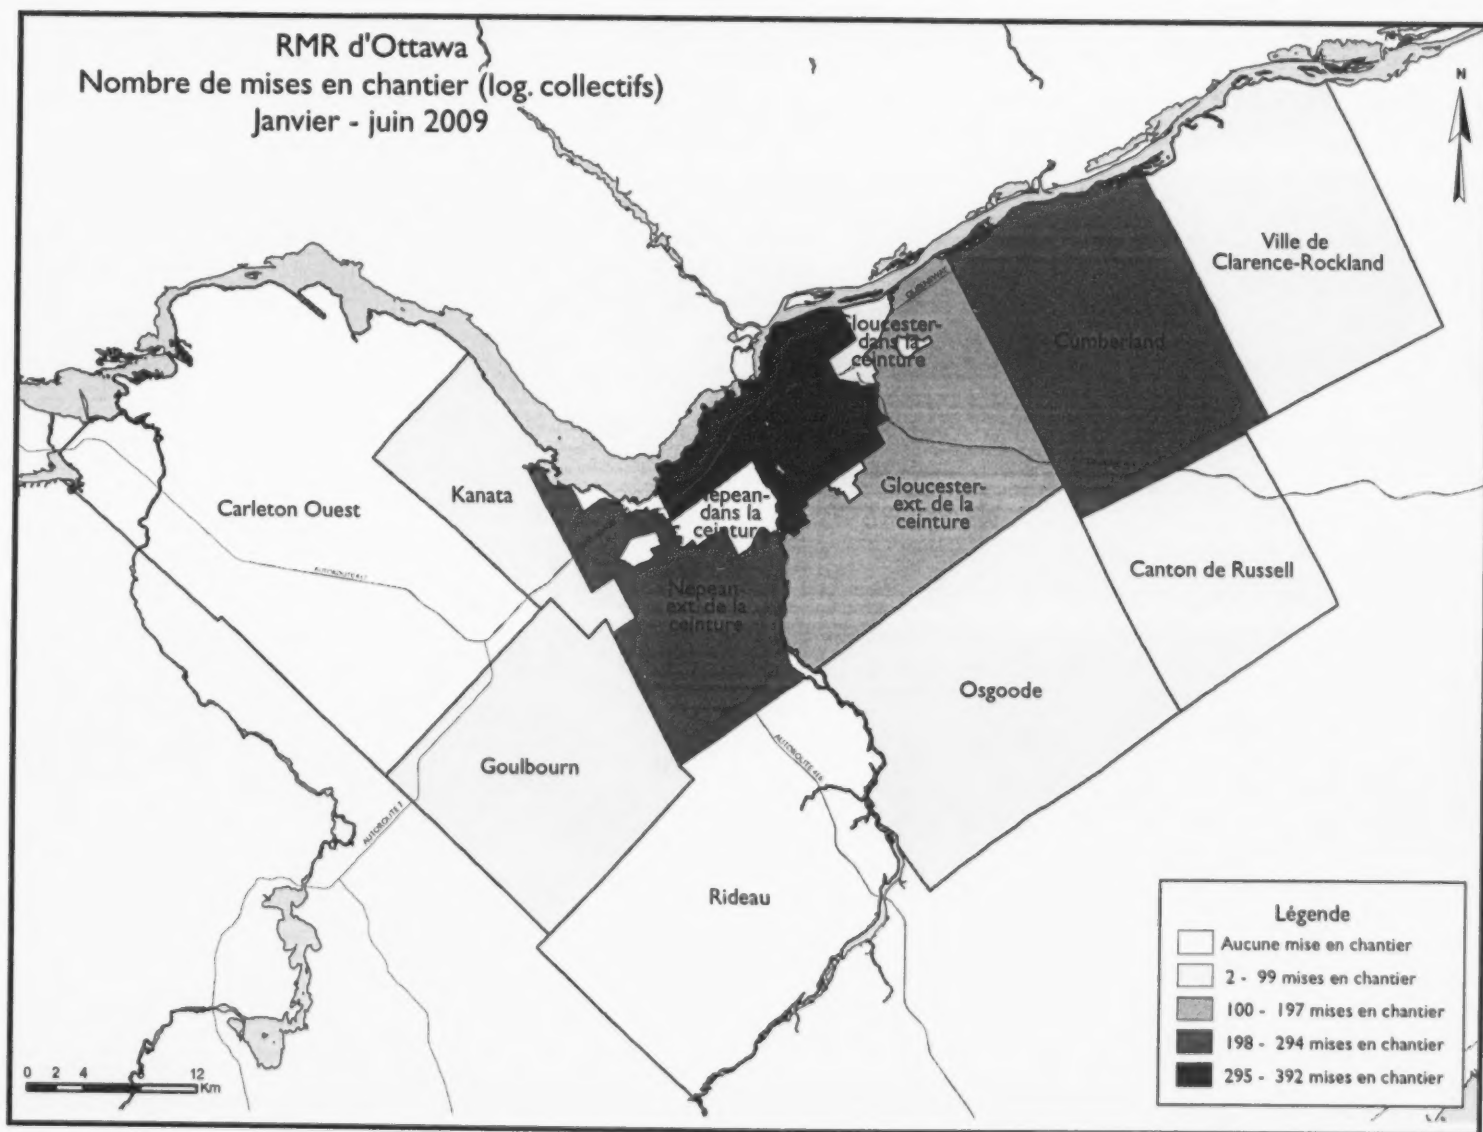 RMR d'Ottawa
Nombre de mises en chantier (log. collectifs)
Janvier - juin 2009
N
Ville de
Clarence-Rockland
QUEENSWAY
Gloucester-
dans la
ceinture
Cumberland
Kanata
Carleton Ouest
Nepean-
dans la
ceinture
Gloucester-
ext. de la
ceinture
Canton de Russell
AUTOROUTE 417
Nepean-
ext. de la
ceinture
Osgoode
Goulbourn
AUTOROUTE 416
AUTOROUTE 7
Rideau
Légende
Aucune mise en chantier
2 - 99 mises en chantier
100 - 197 mises en chantier
198 - 294 mises en chantier
295 - 392 mises en chantier
0 2 4 8 12
Km